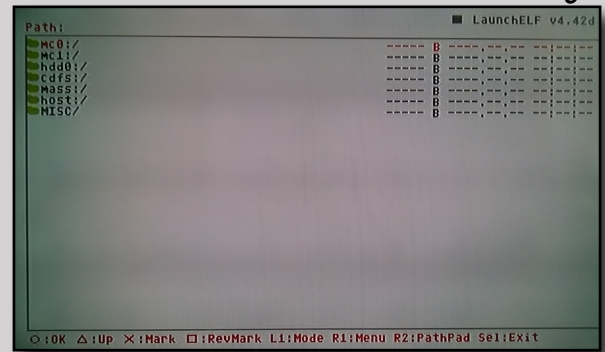 LaunchELF v4.42d
Path:
mc0:/
mc1:/
hdd0:/
cdfs:/
mass:/
host:/
MISC/
----- B ----.--.-- --:--:--
----- B ----.--.-- --:--:--
----- B ----.--.-- --:--:--
----- B ----.--.-- --:--:--
----- B ----.--.-- --:--:--
----- B ----.--.-- --:--:--
----- B ----.--.-- --:--:--
○:OK △:Up ✕:Mark □:RevMark L1:Mode R1:Menu R2:PathPad Sel:Exit